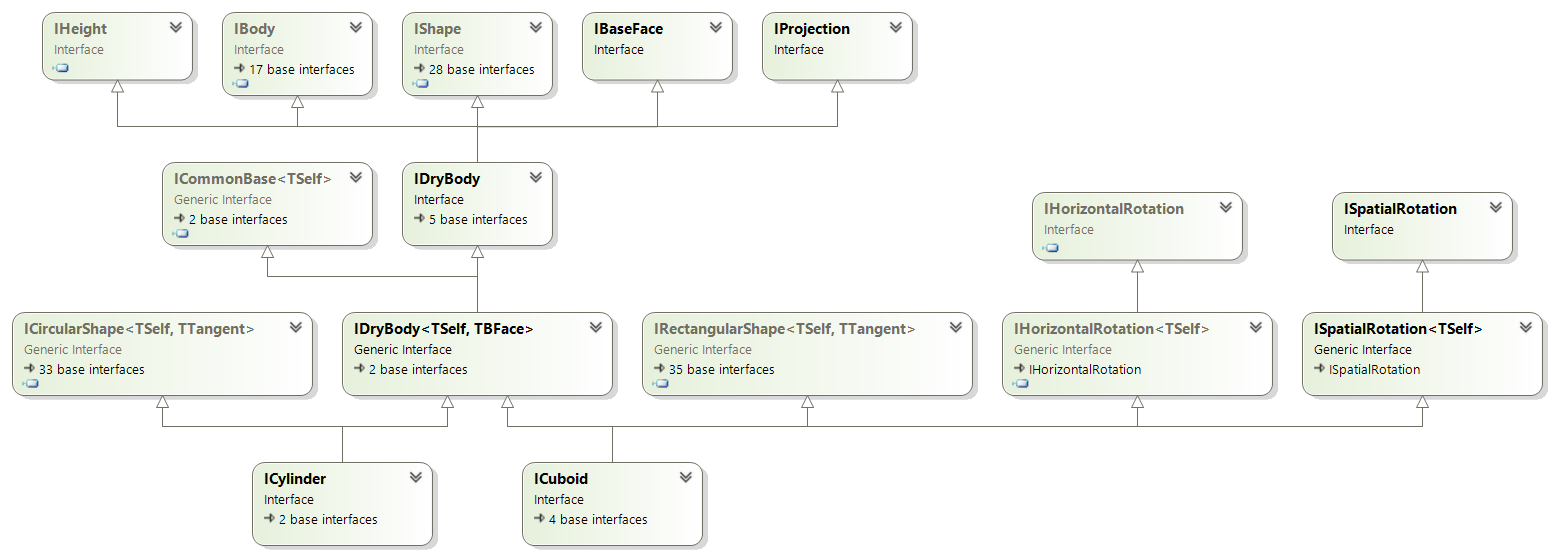 IHeight
Interface
IBody
Interface
17 base interfaces
IShape
Interface
28 base interfaces
IBaseFace
Interface
IProjection
Interface
ICommonBase<TSelf>
Generic Interface
2 base interfaces
IDryBody
Interface
5 base interfaces
IHorizontalRotation
Interface
ISpatialRotation
Interface
ICircularShape<TSelf, TTangent>
Generic Interface
33 base interfaces
IDryBody<TSelf, TBFace>
Generic Interface
2 base interfaces
IRectangularShape<TSelf, TTangent>
Generic Interface
35 base interfaces
IHorizontalRotation<TSelf>
Generic Interface
IHorizontalRotation
ISpatialRotation<TSelf>
Generic Interface
ISpatialRotation
ICylinder
Interface
2 base interfaces
ICuboid
Interface
4 base interfaces